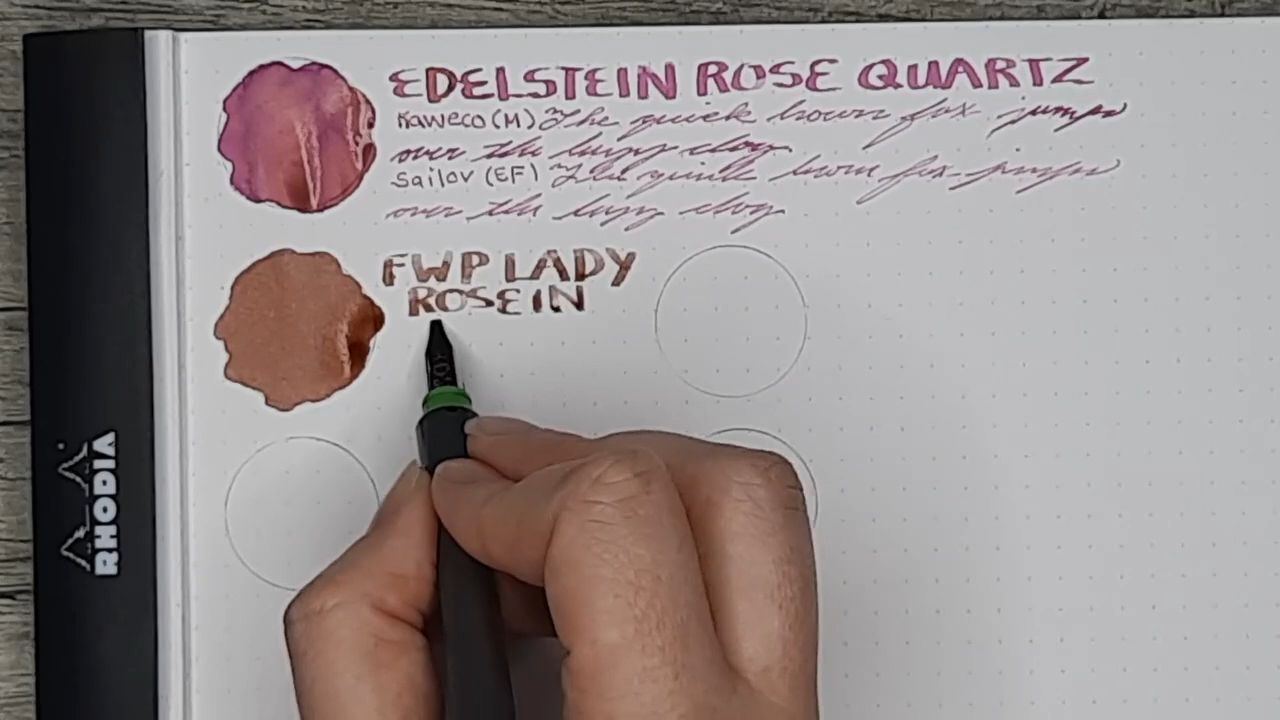 EDELSTEIN ROSE QUARTZ
Kaweco (M) The quick brown fox jumps
over the lazy dog
Sailor (EF) The quick brown fox jumps
over the lazy dog
FWP LADY
ROSEIN
RHODIA